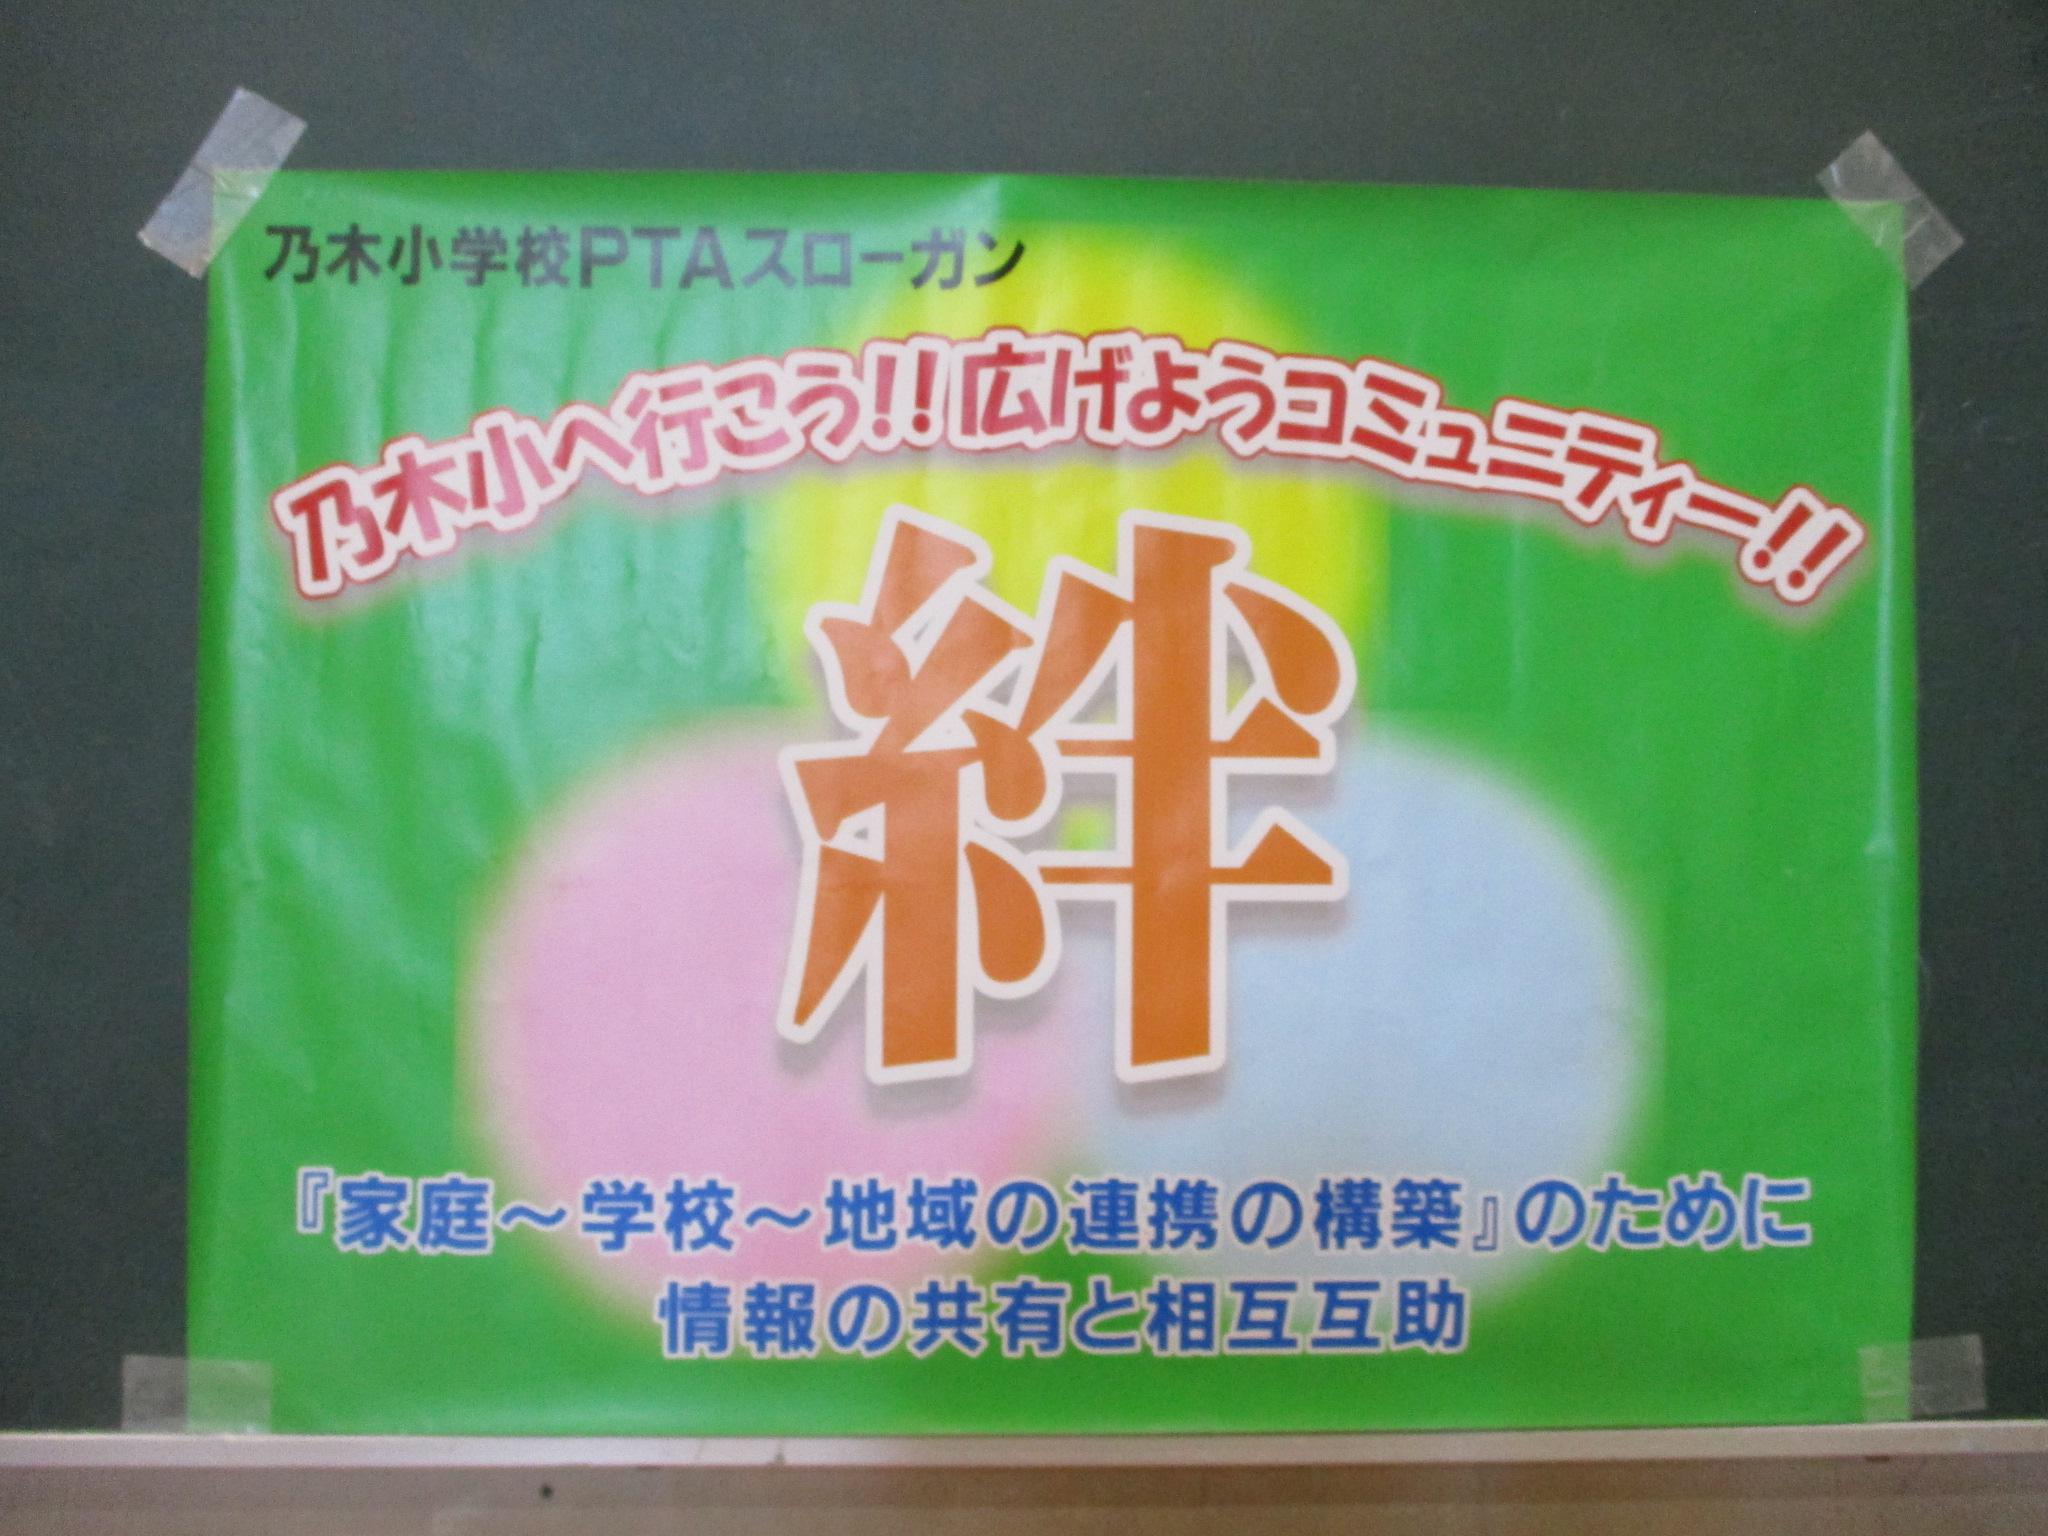 乃木小学校PTAスローガン
乃木小へ行こう!!広げようコミュニティー!!
絆
『家庭～学校～地域の連携の構築』のために
情報の共有と相互互助